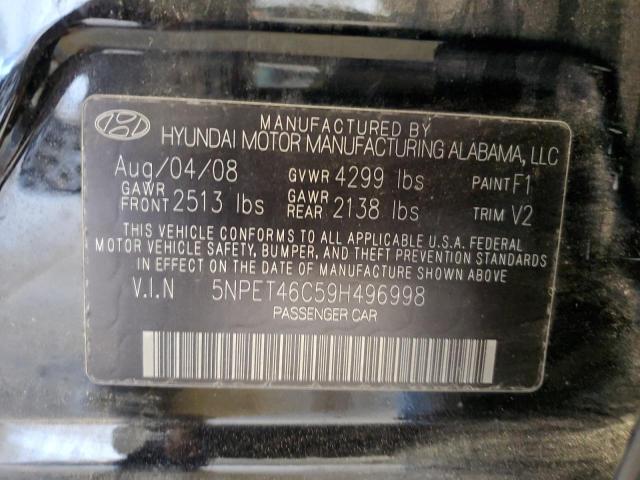 MANUFACTURED BY
HYUNDAI MOTOR MANUFACTURING ALABAMA, LLC
Aug/04/08 GVWR 4299 lbs PAINT F1
GAWR FRONT 2513 lbs GAWR REAR 2138 lbs TRIM V2
THIS VEHICLE CONFORMS TO ALL APPLICABLE U.S.A. FEDERAL
MOTOR VEHICLE SAFETY, BUMPER, AND THEFT PREVENTION STANDARDS
IN EFFECT ON THE DATE OF MANUFACTURE SHOWN ABOVE.
V.I.N 5NPET46C59H496998
PASSENGER CAR